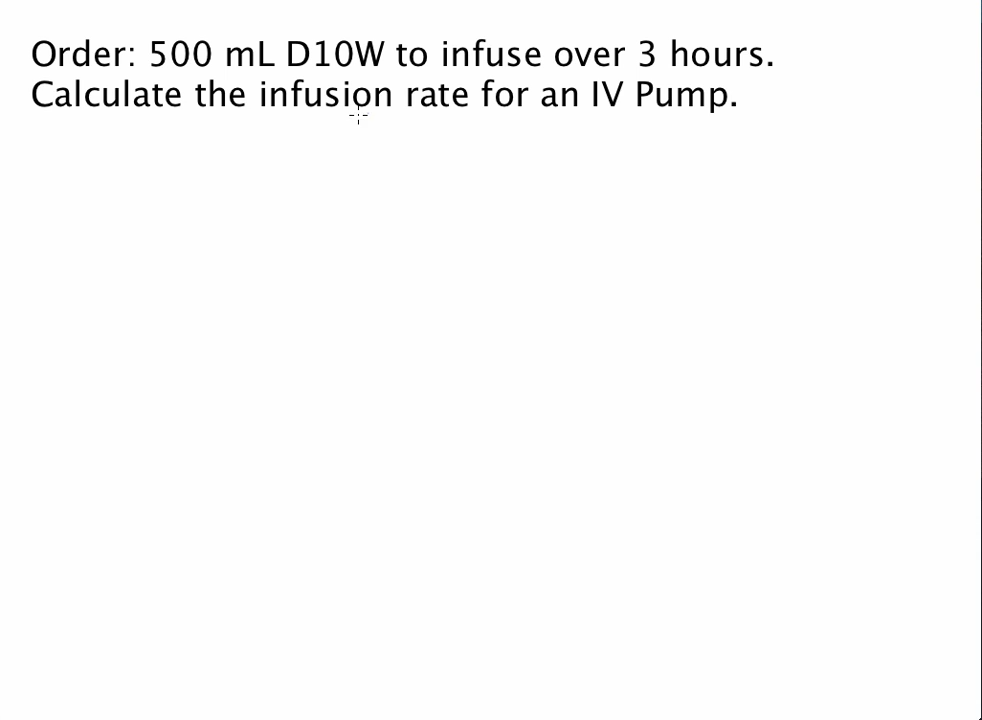 Order: 500 mL D10W to infuse over 3 hours.
Calculate the infusion rate for an IV Pump.